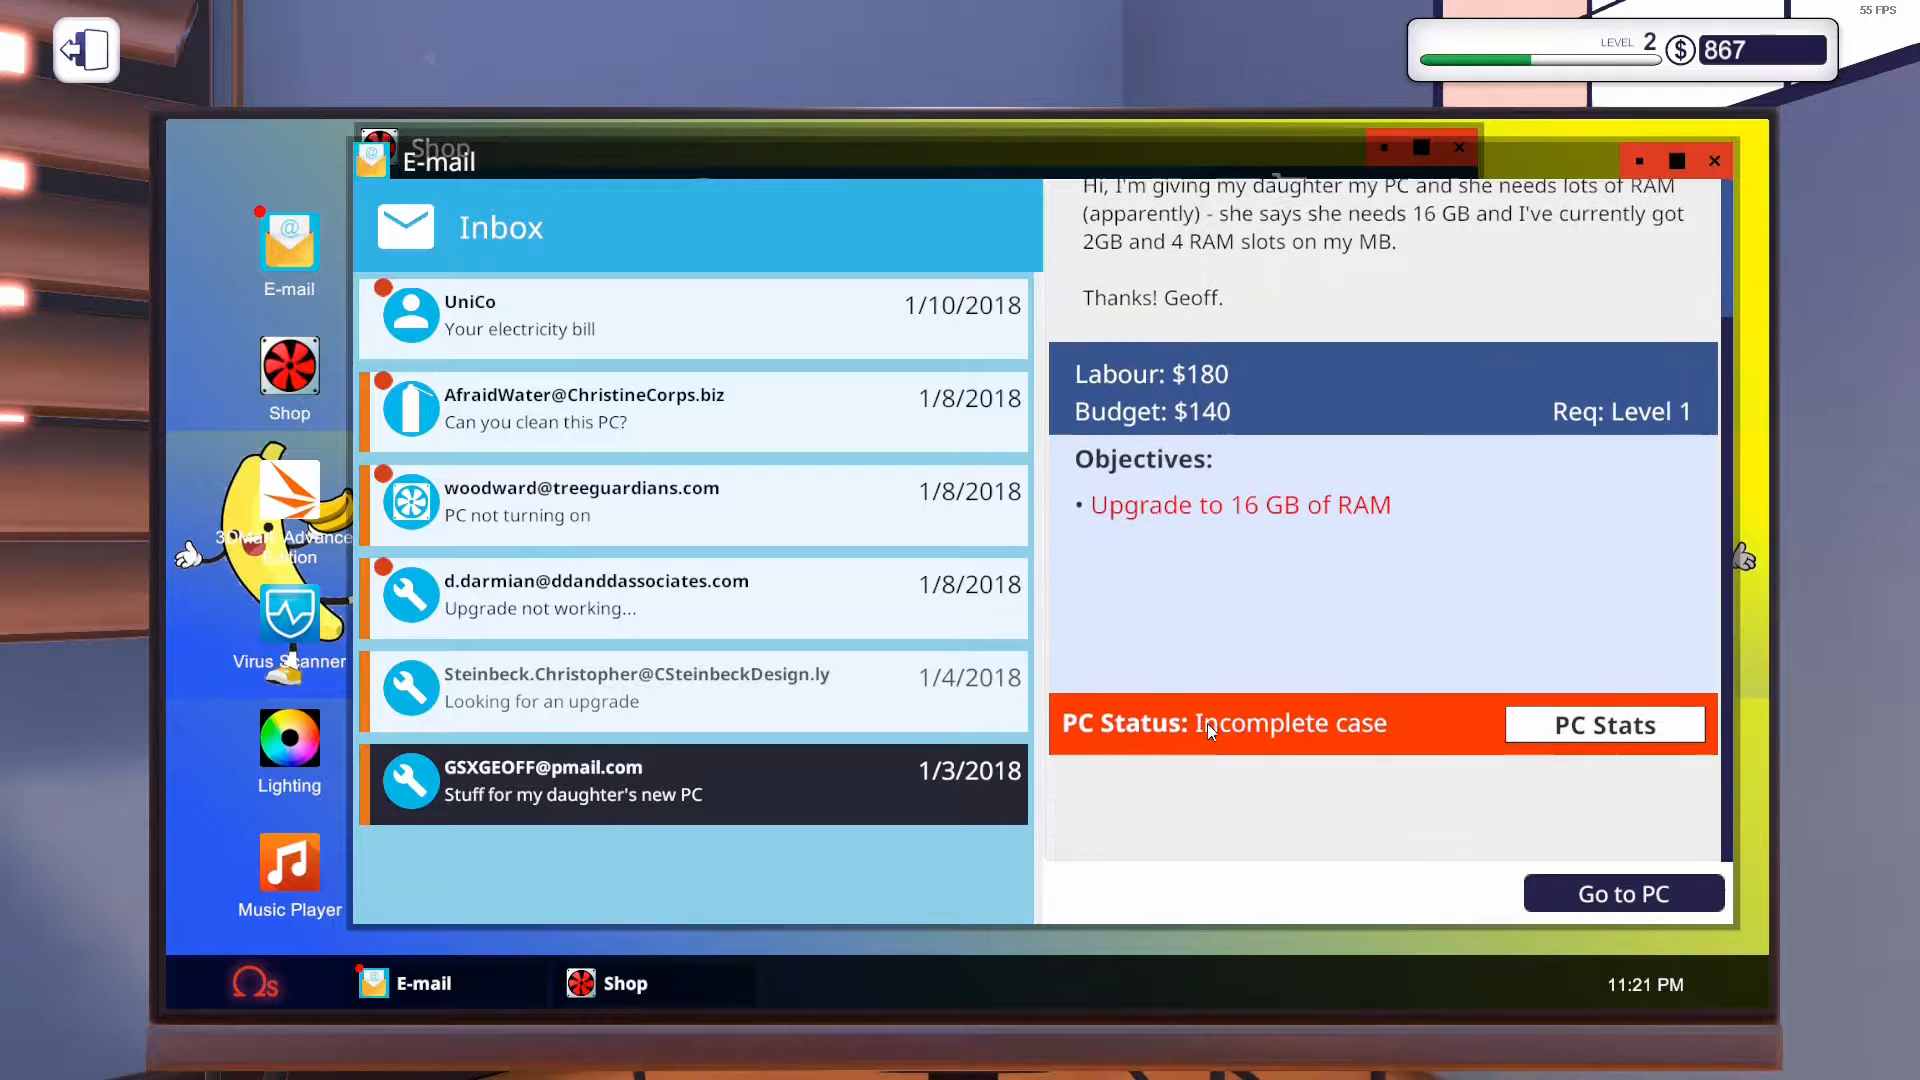 55 FPS
LEVEL 2
$ 867
Shop
E-mail
Inbox
UniCo
1/10/2018
Your electricity bill
AfraidWater@ChristineCorps.biz
1/8/2018
Can you clean this PC?
woodward@treeguardians.com
1/8/2018
PC not turning on
d.darmian@ddanddassociates.com
1/8/2018
Upgrade not working...
Steinbeck.Christopher@CSteinbeckDesign.ly
1/4/2018
Looking for an upgrade
GSXGEOFF@pmail.com
1/3/2018
Stuff for my daughter's new PC
Hi, I'm giving my daughter my PC and she needs lots of RAM
(apparently) - she says she needs 16 GB and I've currently got
2GB and 4 RAM slots on my MB.
Thanks! Geoff.
Labour: $180
Budget: $140
Req: Level 1
Objectives:
• Upgrade to 16 GB of RAM
PC Status: Incomplete case
PC Stats
Go to PC
E-mail
Shop
3DMark Advance
Edition
Virus Scanner
Lighting
Music Player
Ωs
E-mail
Shop
11:21 PM